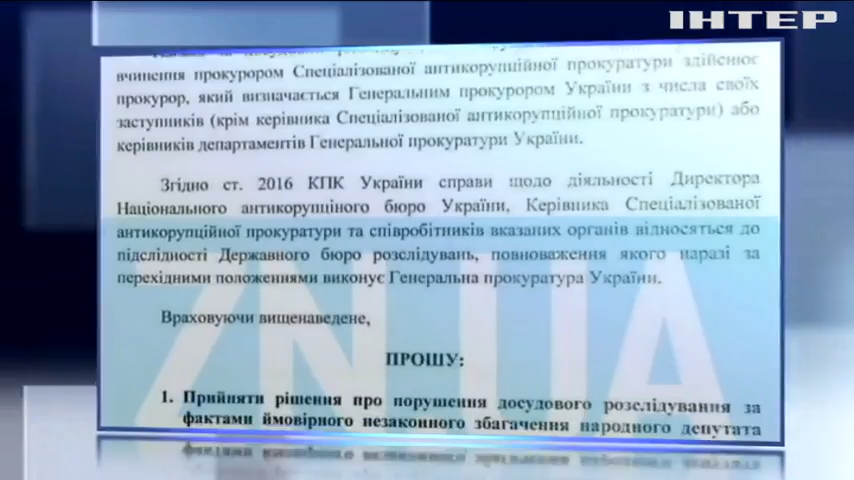 ІНТЕР
вчинення прокурором Спеціалізованої антикорупційної прокуратури здійснює
прокурор, який визначається Генеральним прокурором України з числа своїх
заступників (крім керівника Спеціалізованої антикорупційної прокуратури) або
керівників департаментів Генеральної прокуратури України.
Згідно ст. 2016 КПК України справи щодо діяльності Директора
Національного антикорупціного бюро України, Керівника Спеціалізованої
антикорупційної прокуратури та співробітників вказаних органів відносяться до
підслідності Державного бюро розслідувань, повноваження якого наразі за
перехідними положеннями виконує Генеральна прокуратура України.
Враховуючи вищенаведене,
ПРОШУ:
1. Прийняти рішення про порушення досудового розслідування за
фактами ймовірного незаконного збагачення народного депутата
ZN UA